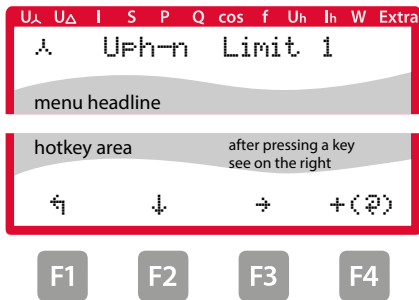 U⅄ U△ I S P Q cos f Uh Ih W Extra
⅄ UPh-n Limit 1
menu headline
hotkey area
after pressing a key
see on the right
↰ ↓ → +(⤾)
F1 F2 F3 F4